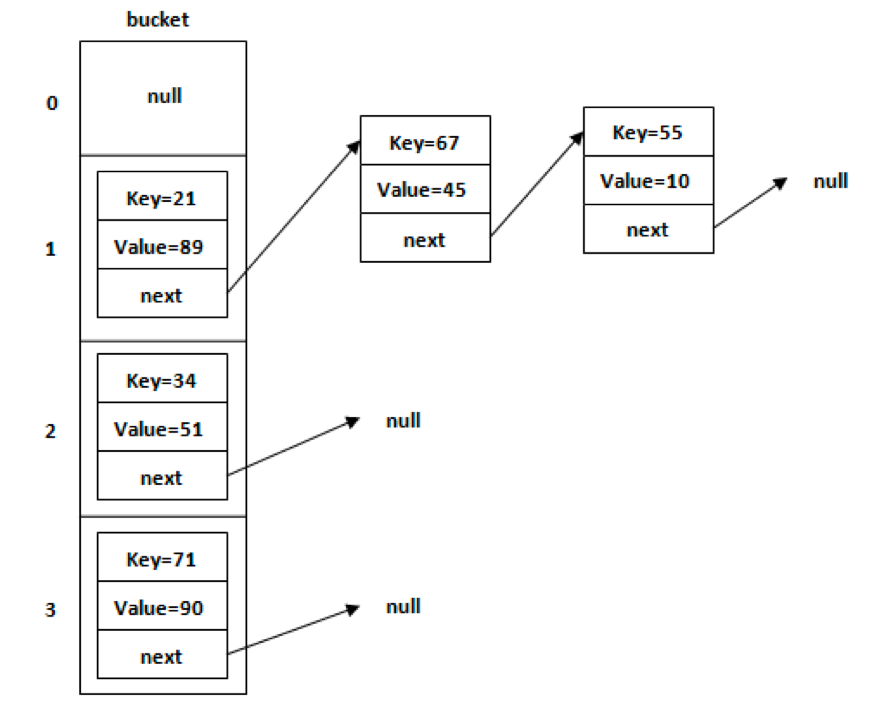 bucket
0
null
1
Key=21
Value=89
next
Key=67
Value=45
next
Key=55
Value=10
next
null
2
Key=34
Value=51
next
null
3
Key=71
Value=90
next
null